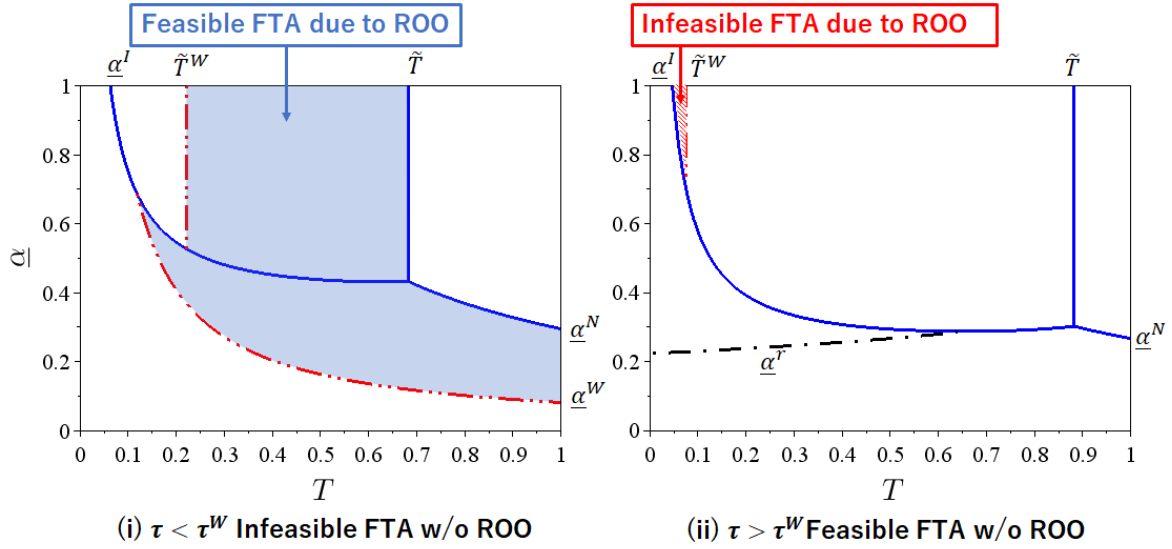 Feasible FTA due to ROO
Infeasible FTA due to ROO
α̲^I T̃^W T̃
α̲^I T̃^W T̃
1
0.8
0.6
0.4
0.2
0
α̲
α̲^N
α̲^W
0 0.1 0.2 0.3 0.4 0.5 0.6 0.7 0.8 0.9 1
T
1
0.8
0.6
0.4
0.2
0
α̲^r
α̲^N
0 0.1 0.2 0.3 0.4 0.5 0.6 0.7 0.8 0.9 1
T
(i) τ < τ^W Infeasible FTA w/o ROO
(ii) τ > τ^W Feasible FTA w/o ROO